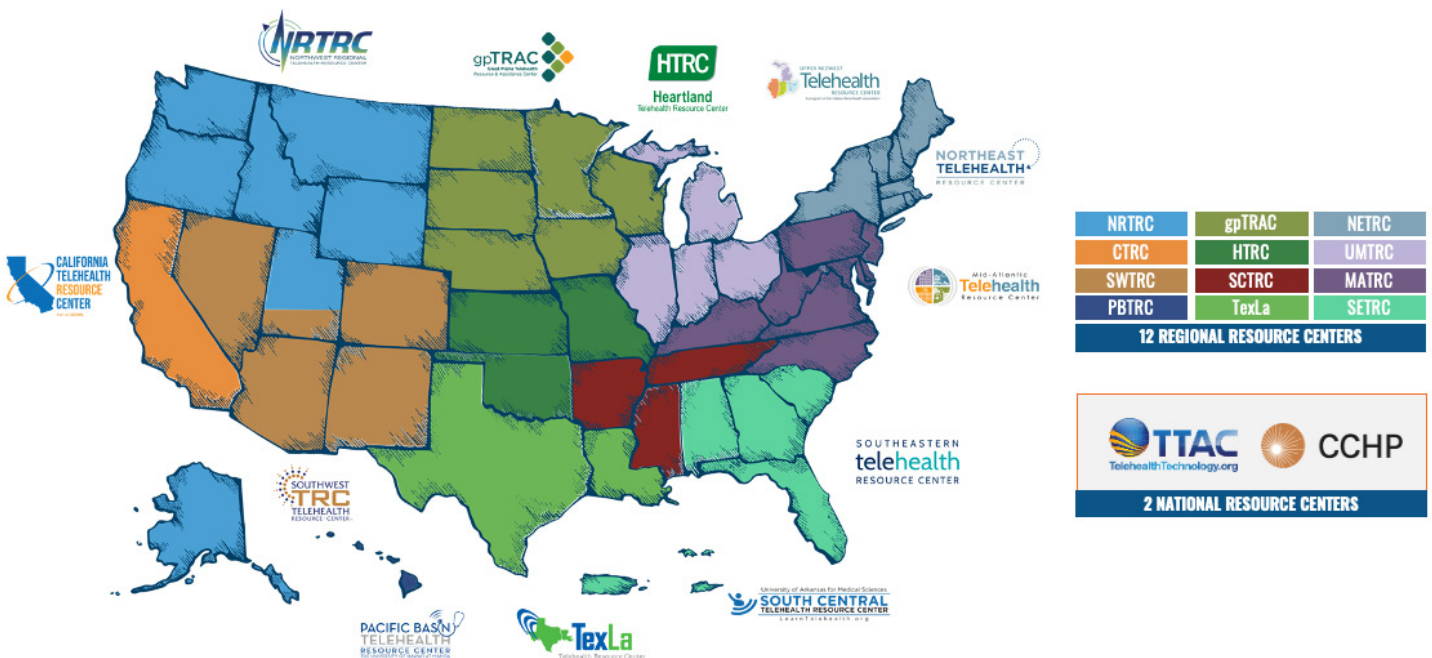 NRTRC
NORTHWEST REGIONAL
TELEHEALTH RESOURCE CENTER
gpTRAC
Great Plains Telehealth
Resource & Assistance Center
HTRC
Heartland
Telehealth Resource Center
UPPER MIDWEST
Telehealth
RESOURCE CENTER
NORTHEAST
TELEHEALTH
RESOURCE CENTER
CALIFORNIA
TELEHEALTH
RESOURCE
CENTER
Mid-Atlantic
Telehealth
Resource Center
SOUTHEASTERN
telehealth
RESOURCE CENTER
SOUTHWEST
TRC
TELEHEALTH
RESOURCE CENTER
University of Arkansas for Medical Sciences
SOUTH CENTRAL
TELEHEALTH RESOURCE CENTER
LearnTelehealth.org
PACIFIC BASIN
TELEHEALTH
RESOURCE CENTER
TexLa
Telehealth Resource Center
NRTRC gpTRAC NETRC
CTRC HTRC UMTRC
SWTRC SCTRC MATRC
PBTRC TexLa SETRC
12 REGIONAL RESOURCE CENTERS
TTAC
TelehealthTechnology.org
CCHP
2 NATIONAL RESOURCE CENTERS